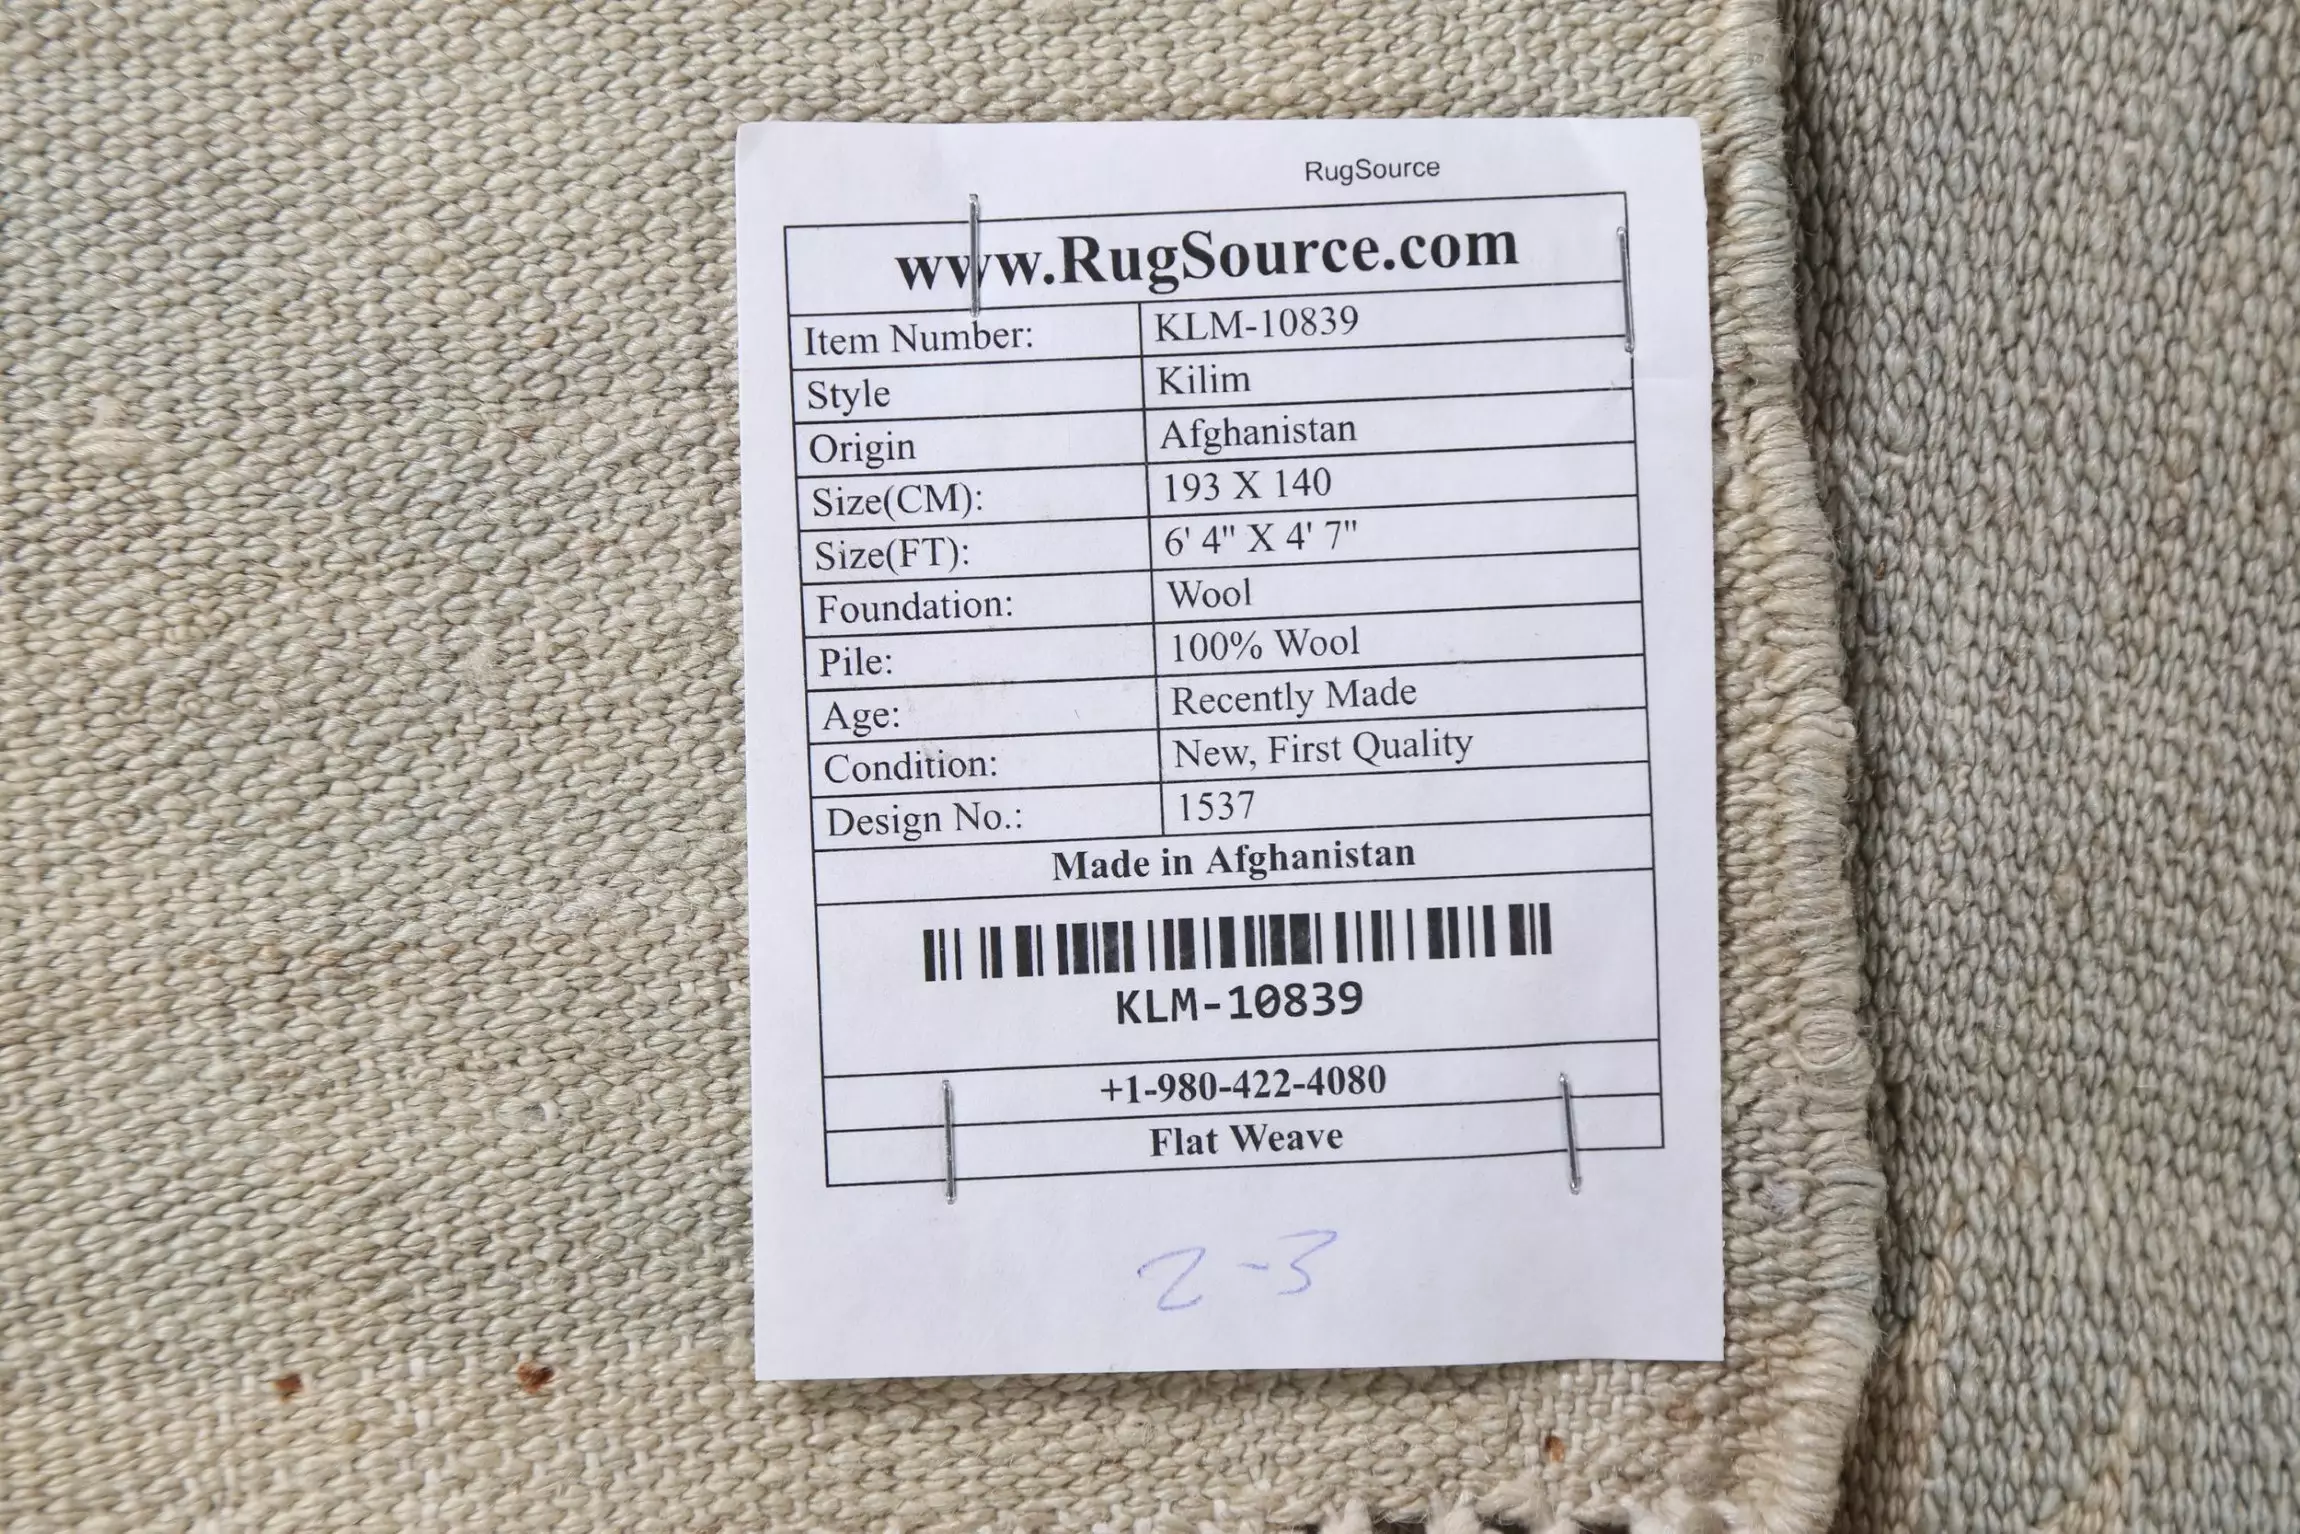 RugSource
www.RugSource.com
Item Number: KLM-10839
Style Kilim
Origin Afghanistan
Size(CM): 193 X 140
Size(FT): 6' 4" X 4' 7"
Foundation: Wool
Pile: 100% Wool
Age: Recently Made
Condition: New, First Quality
Design No.: 1537
Made in Afghanistan
KLM-10839
+1-980-422-4080
Flat Weave
2-3